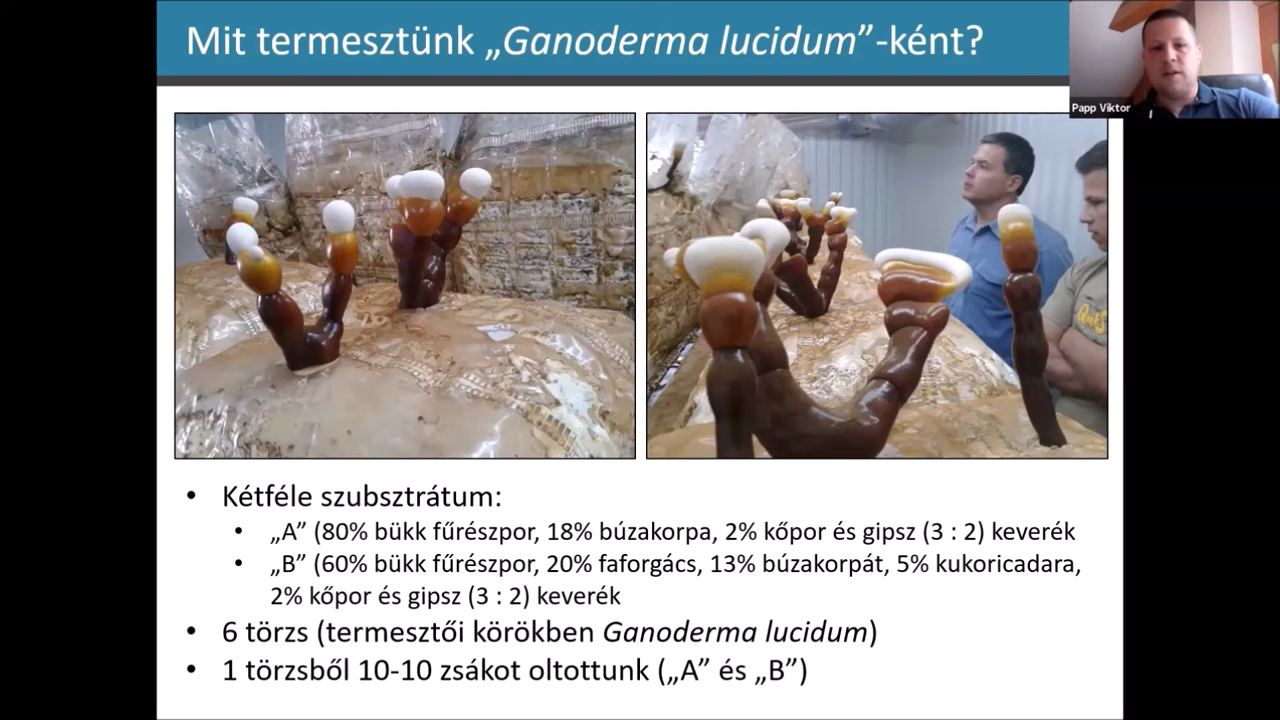 Mit termesztünk „Ganoderma lucidum”-ként?
Papp Viktor
• Kétféle szubsztrátum:
• „A” (80% bükk fűrészpor, 18% búzakorpa, 2% kőpor és gipsz (3 : 2) keverék
• „B” (60% bükk fűrészpor, 20% faforgács, 13% búzakorpát, 5% kukoricadara,
2% kőpor és gipsz (3 : 2) keverék
• 6 törzs (termesztői körökben Ganoderma lucidum)
• 1 törzsből 10-10 zsákot oltottunk („A” és „B”)